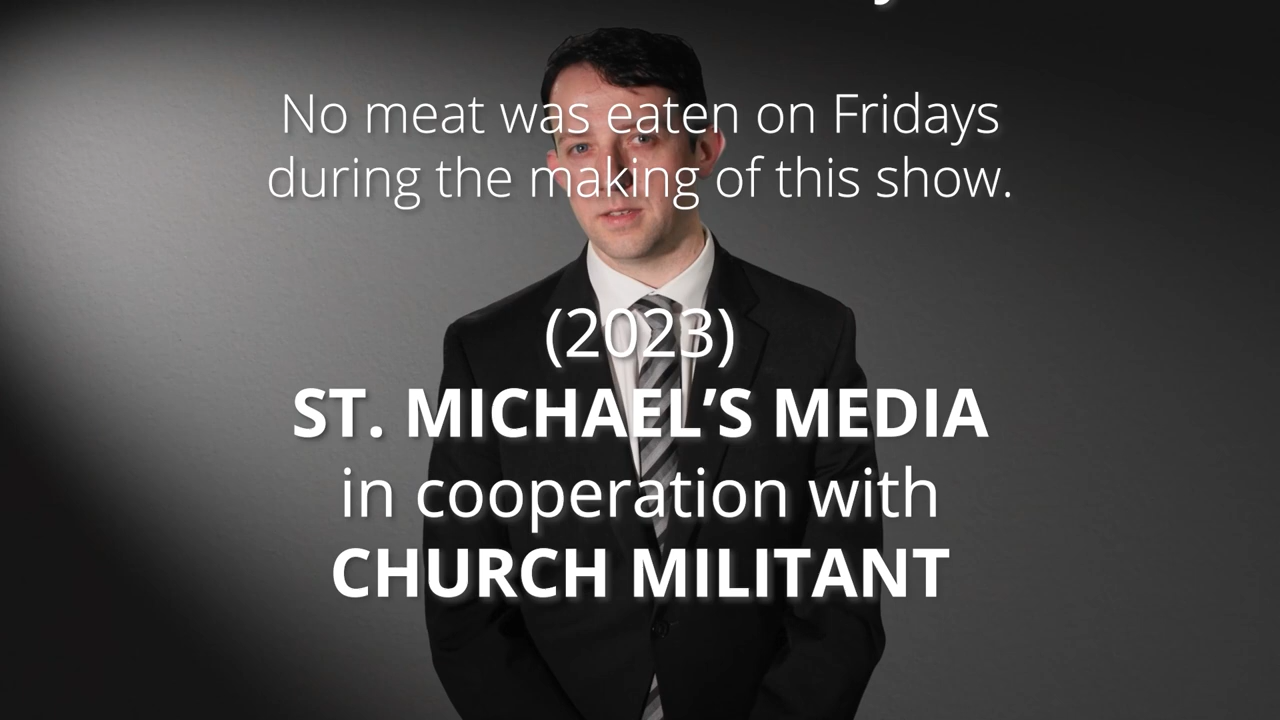 No meat was eaten on Fridays
during the making of this show.
(2023)
ST. MICHAEL’S MEDIA
in cooperation with
CHURCH MILITANT